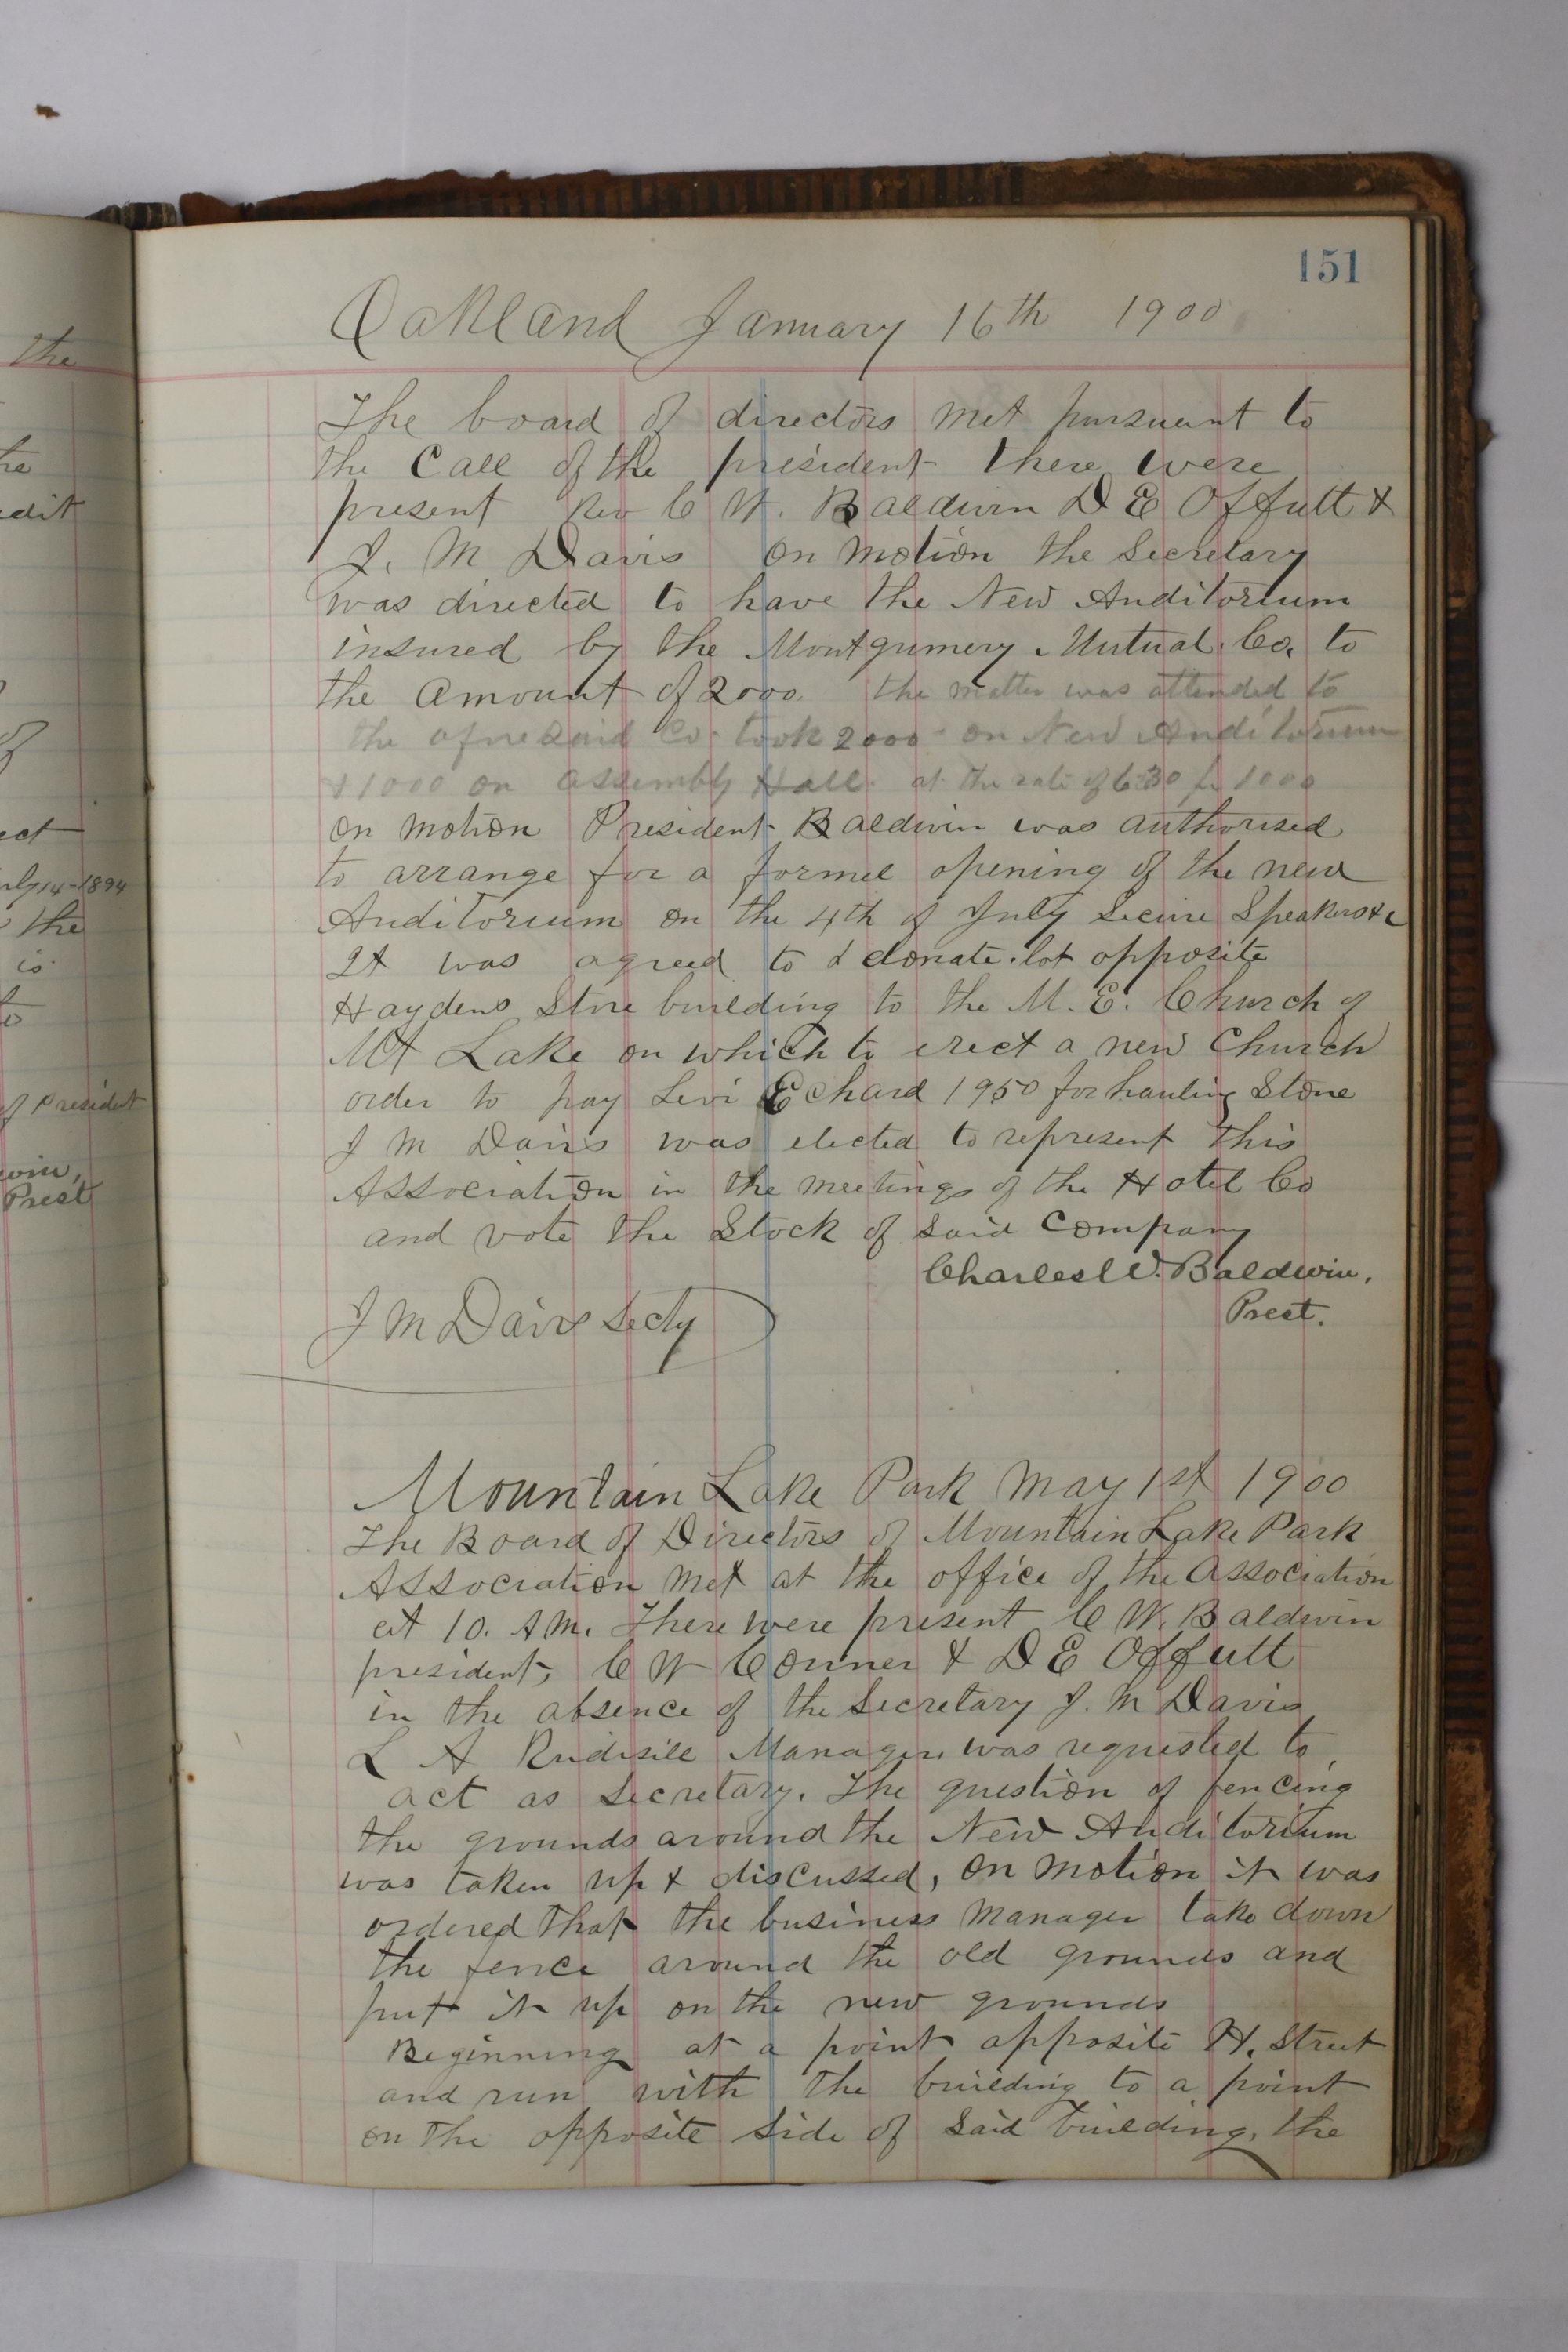 the
he
edit
of
ect
uly 14-1894
the
is
to
of President
win,
Prest
151
Oakland January 16th 1900
The board of directors met pursuant to
the Call of the president there were
present Rev C W. Baldwin D E Offutt &
J. M Davis on motion the Secretary
was directed to have the New Auditorium
insured by the Montgumery Mutual Co. to
the Amount of 2000. the matter was attended to
the aforesaid Co. took 2000 on New Auditorium
& 1000 on Assembly Hall at the rate of 6.30 pr 1000
on motion President Baldwin was authorised
to arrange for a formel opening of the new
Auditorium on the 4th of July Secure Speakers &c
It was agreed to donate lot opposite
Haydens Store building to the M. E. Church of
Mt Lake on which to erect a new Church
order to pay Levi Echard 1950 for hauling Stone
J M Davis was elected to represent this
Association in the meetings of the Hotel Co
and vote the Stock of said Company
Charles W. Baldwin,
Prest.
J M Davis Secty
Mountain Lake Park May 1st 1900
The Board of Directors of Mountain Lake Park
Association met at the office of the Association
at 10. A M. There were present C W. Baldwin
president, C W Conner & D E Offutt
in the absence of the Secretary J. M Davis
L A Rudisill Manager was requested to
act as Secretary. The question of fencing
the grounds around the New Auditorium
was taken up & discussed, on motion it was
ordered that the business Manager take down
the fence around the old grounds and
put it up on the new grounds
Beginning at a point opposite H. Street
and run with the building to a point
on the opposite side of said building, the